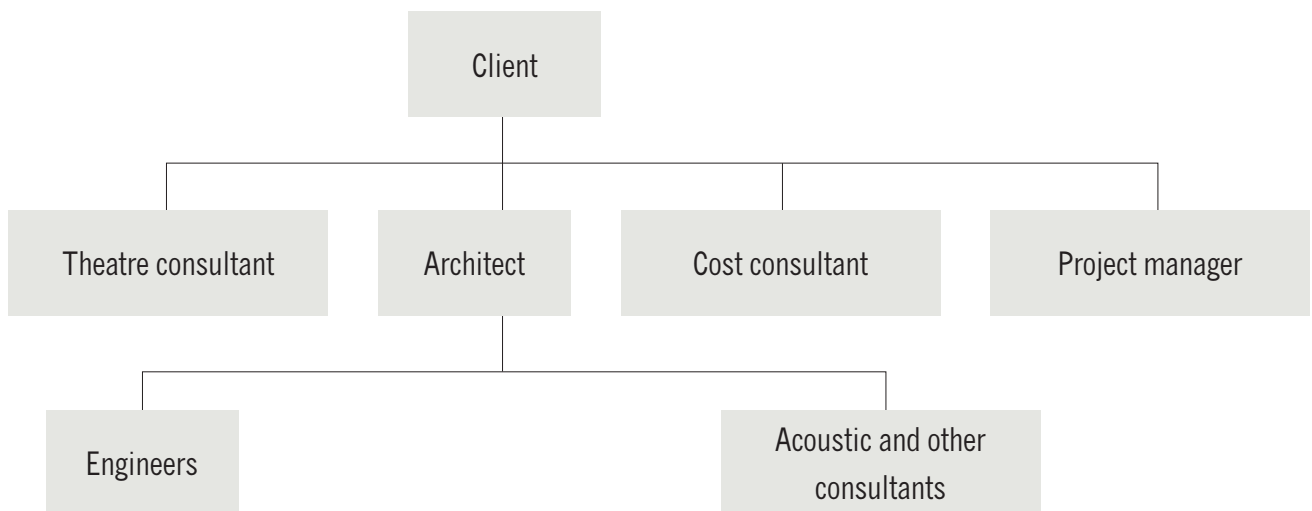 Client
Theatre consultant
Architect
Cost consultant
Project manager
Engineers
Acoustic and other
consultants